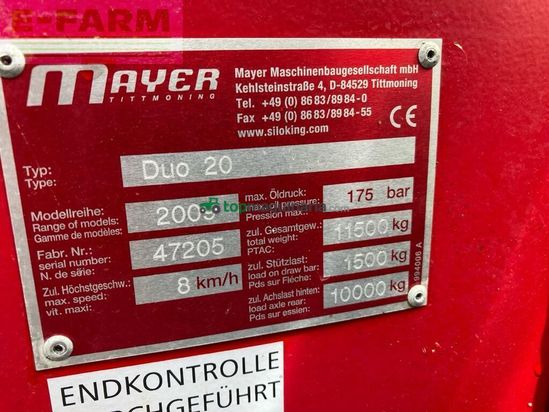 E-FARM
MAYER
TITTMONING
Mayer Maschinenbaugesellschaft mbH
Kehlsteinstraße 4, D-84529 Tittmoning
Tel. +49 (0) 86 83/89 84-0
Fax +49 (0) 86 83/89 84-55
www.siloking.com
CE
Typ:
Type:
Duo 20
Modellreihe:
Range of models:
Gamme de modèles:
2009
Fabr. Nr.:
serial number:
N. de série:
47205
Zul. Höchstgeschw.:
max. speed:
vit. maxi:
8 km/h
max. Öldruck:
pressure:
Pression max.:
175 bar
zul. Gesamtgew.:
total weight:
PTAC:
11500 kg
zul. Stützlast:
load on draw bar:
Pds sur Flèche:
1500 kg
zul. Achslast hinten:
load axle rear:
Pds sur essien:
10000 kg
994006 A
ENDKONTROLLE
RCHGEFÜHRT